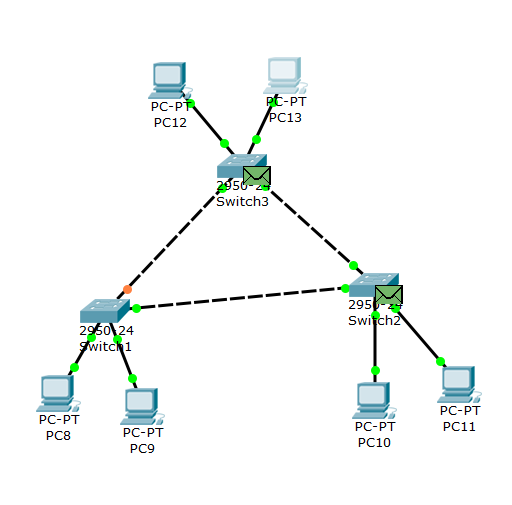 PC-PT
PC12
PC-PT
PC13
2950-24
Switch3
2950-24
Switch2
2950-24
Switch1
PC-PT
PC8
PC-PT
PC9
PC-PT
PC10
PC-PT
PC11